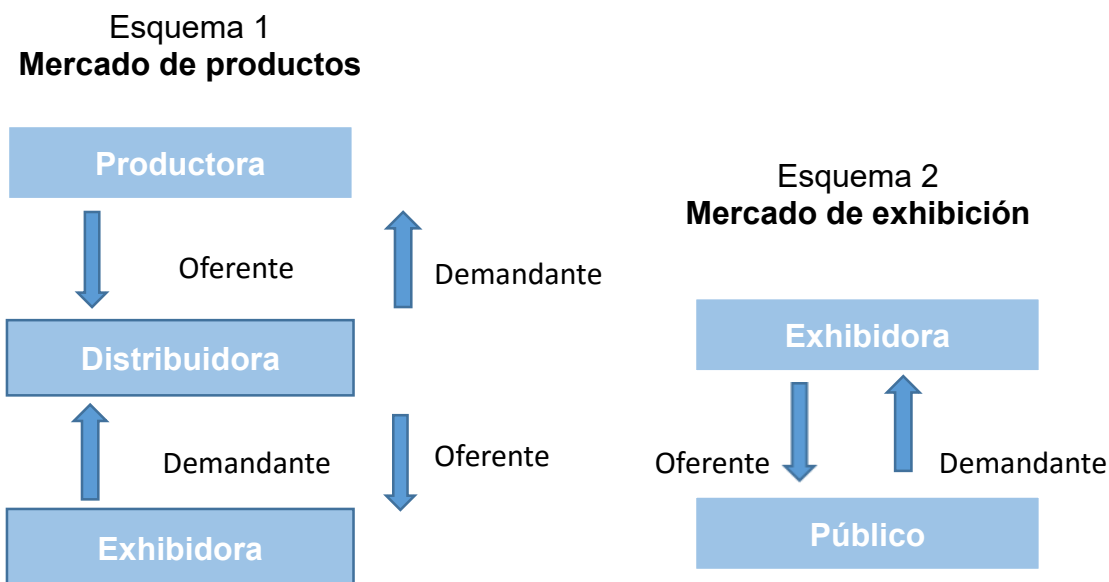 Esquema 1
Mercado de productos
Productora
Oferente
Demandante
Distribuidora
Demandante
Oferente
Exhibidora
Esquema 2
Mercado de exhibición
Exhibidora
Oferente
Demandante
Público